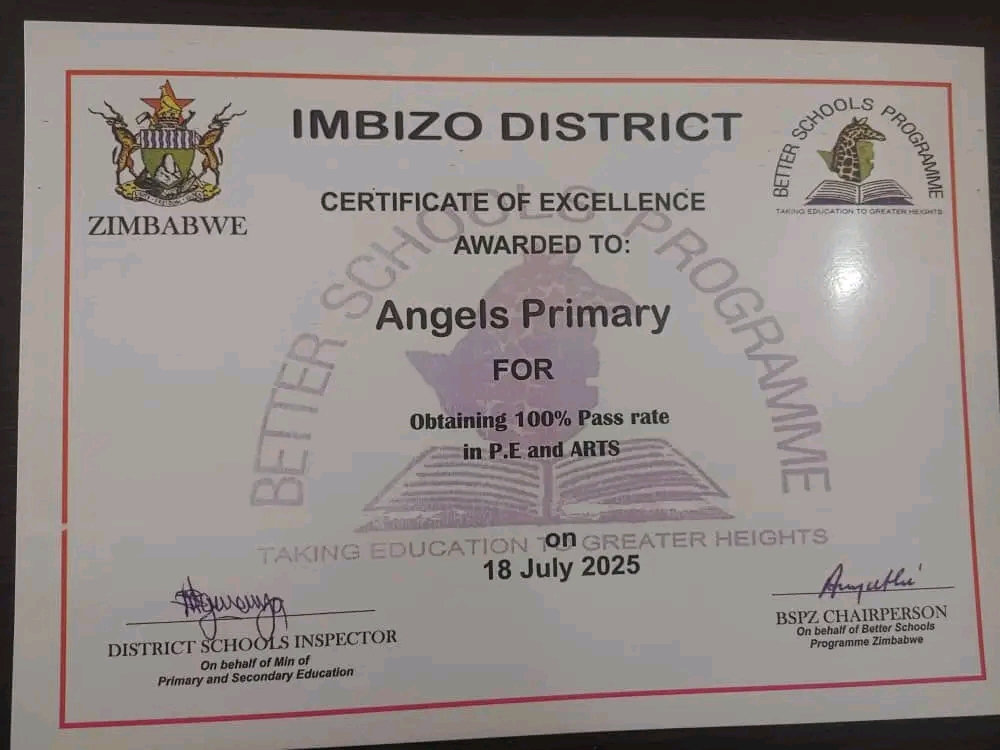 IMBIZO DISTRICT
ZIMBABWE
BETTER SCHOOLS PROGRAMME
TAKING EDUCATION TO GREATER HEIGHTS
CERTIFICATE OF EXCELLENCE
AWARDED TO:
Angels Primary
FOR
Obtaining 100% Pass rate
in P.E and ARTS
BETTER SCHOOLS PROGRAMME
TAKING EDUCATION TO GREATER HEIGHTS
on
18 July 2025
DISTRICT SCHOOLS INSPECTOR
On behalf of Min of
Primary and Secondary Education
BSPZ CHAIRPERSON
On behalf of Better Schools
Programme Zimbabwe